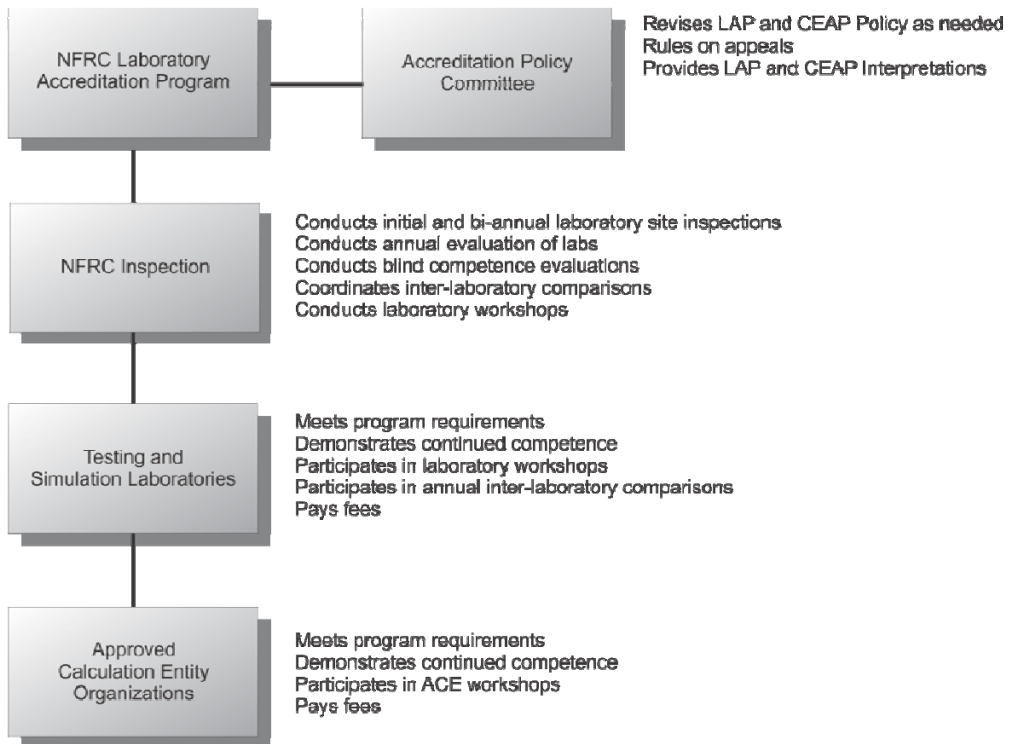 NFRC Laboratory
Accreditation Program
Accreditation Policy
Committee
Revises LAP and CEAP Policy as needed
Rules on appeals
Provides LAP and CEAP Interpretations
NFRC Inspection
Conducts initial and bi-annual laboratory site inspections
Conducts annual evaluation of labs
Conducts blind competence evaluations
Coordinates inter-laboratory comparisons
Conducts laboratory workshops
Testing and
Simulation Laboratories
Meets program requirements
Demonstrates continued competence
Participates in laboratory workshops
Participates in annual inter-laboratory comparisons
Pays fees
Approved
Calculation Entity
Organizations
Meets program requirements
Demonstrates continued competence
Participates in ACE workshops
Pays fees